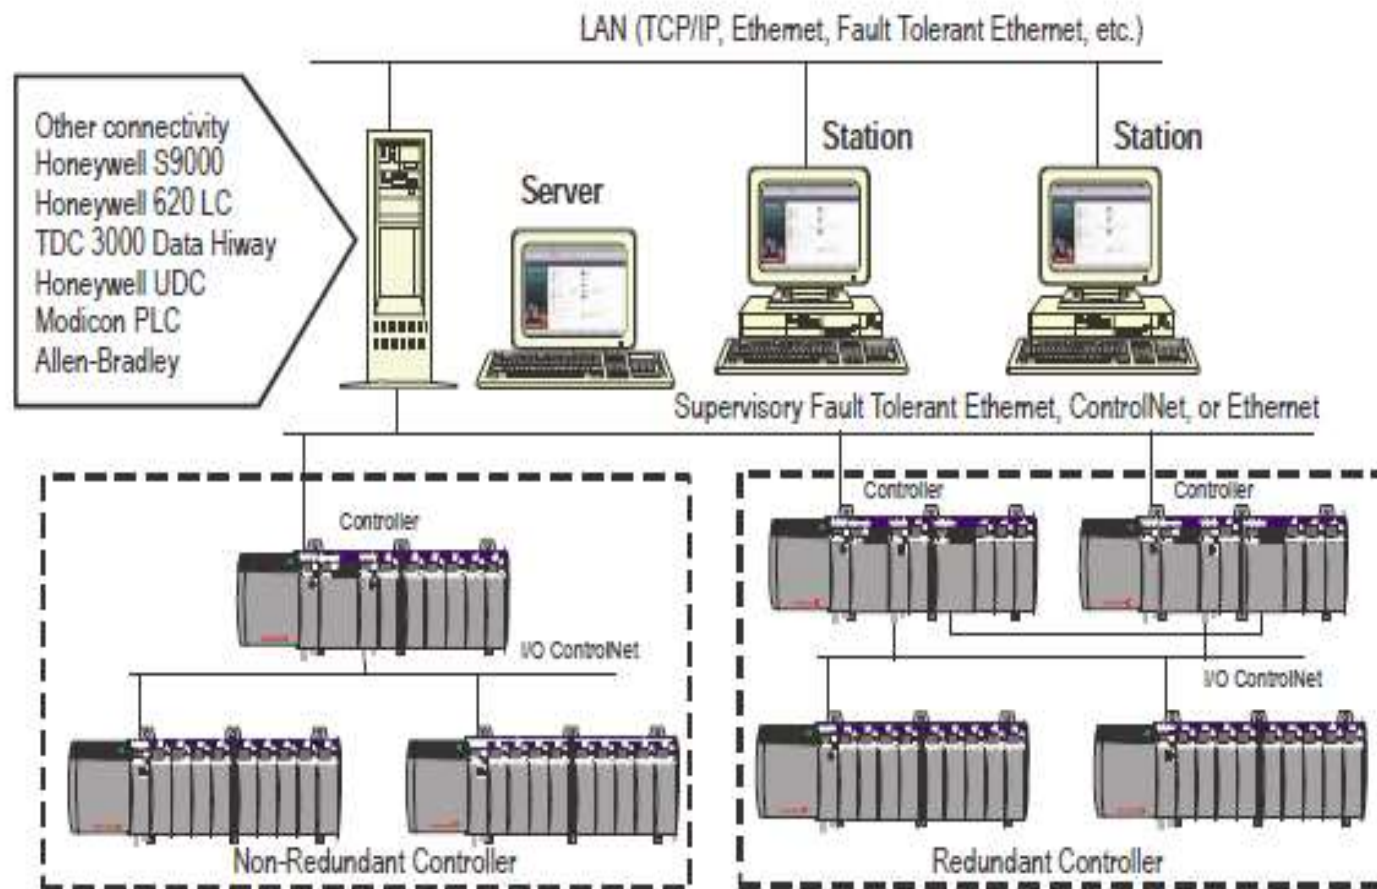 LAN (TCP/IP, Ethernet, Fault Tolerant Ethernet, etc.)
Other connectivity
Honeywell S9000
Honeywell 620 LC
TDC 3000 Data Hiway
Honeywell UDC
Modicon PLC
Allen-Bradley
Server
Station
Station
Supervisory Fault Tolerant Ethernet, ControlNet, or Ethernet
Controller
I/O ControlNet
Non-Redundant Controller
Controller
Controller
I/O ControlNet
Redundant Controller